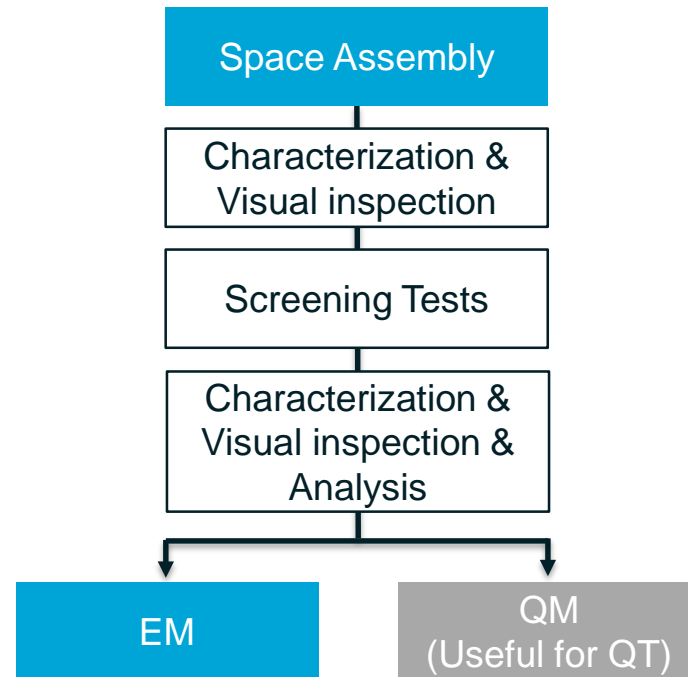 Space Assembly
Characterization &
Visual inspection
Screening Tests
Characterization &
Visual inspection &
Analysis
EM
QM
(Useful for QT)